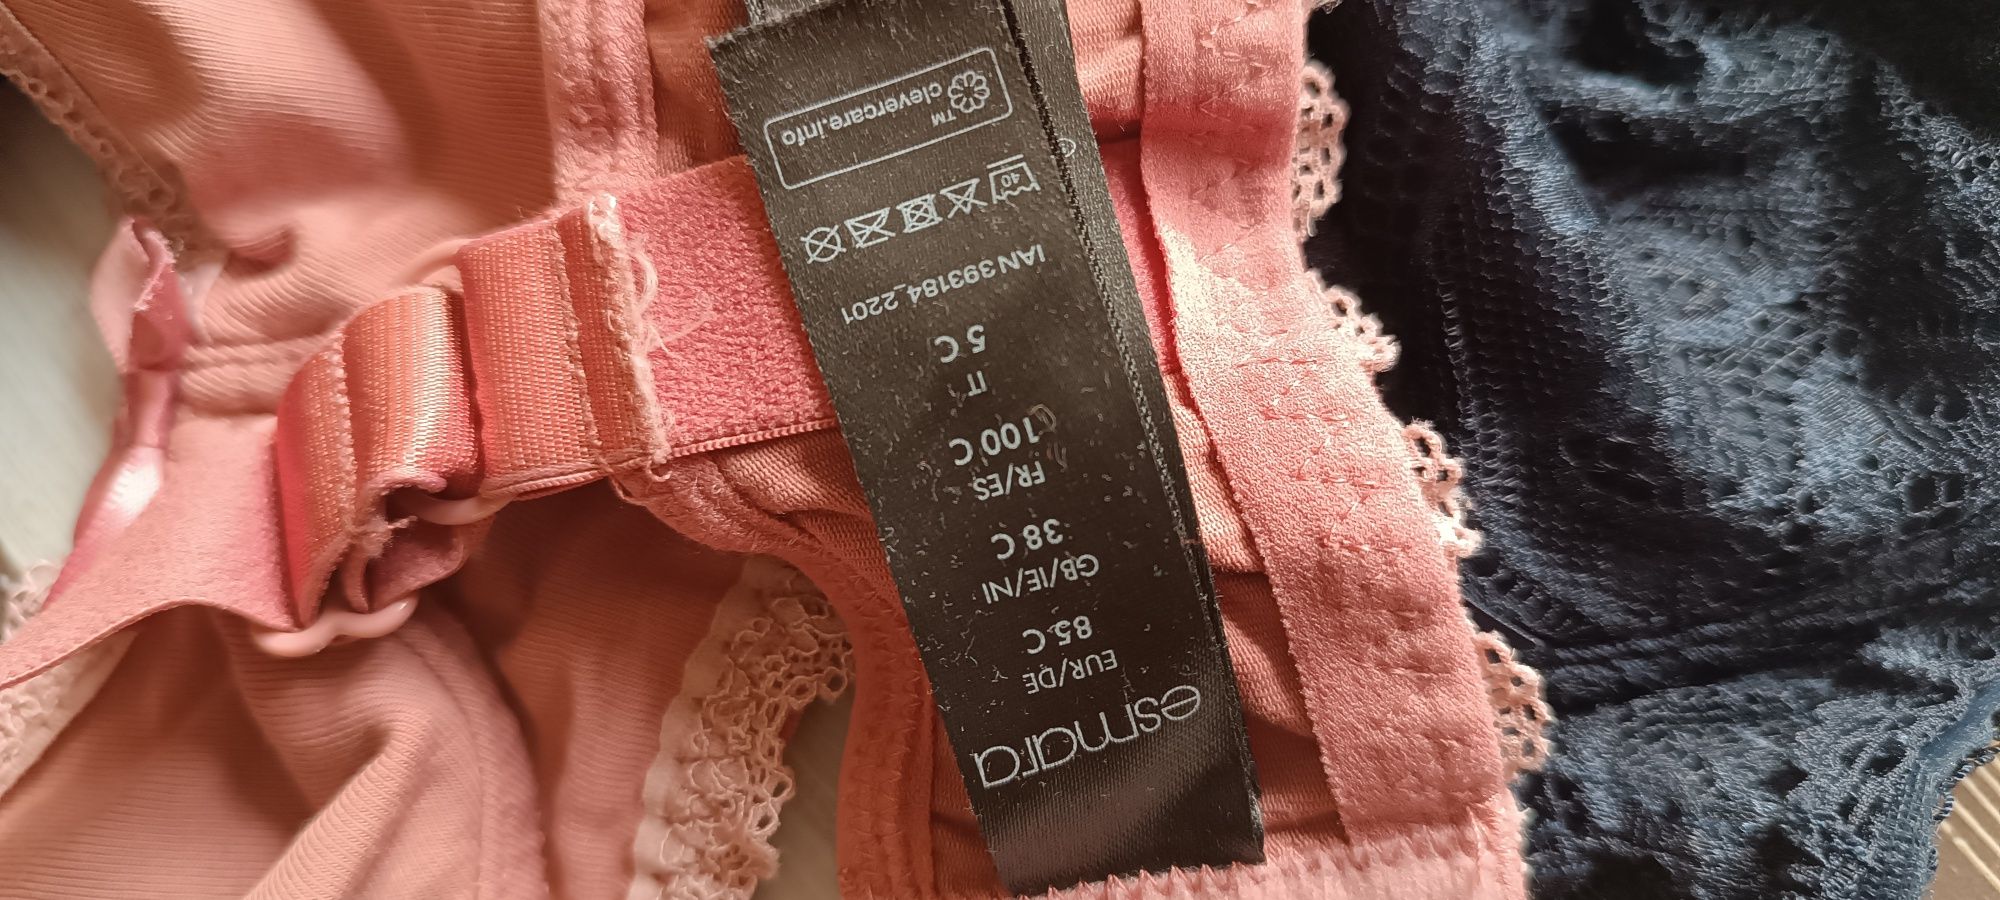 esmara
EUR/DE
85 C
GB/IE/NI
38 C
FR/ES
100 C
IT
5 C
IAN 393184_2201
40
clevercare.info
TM
®